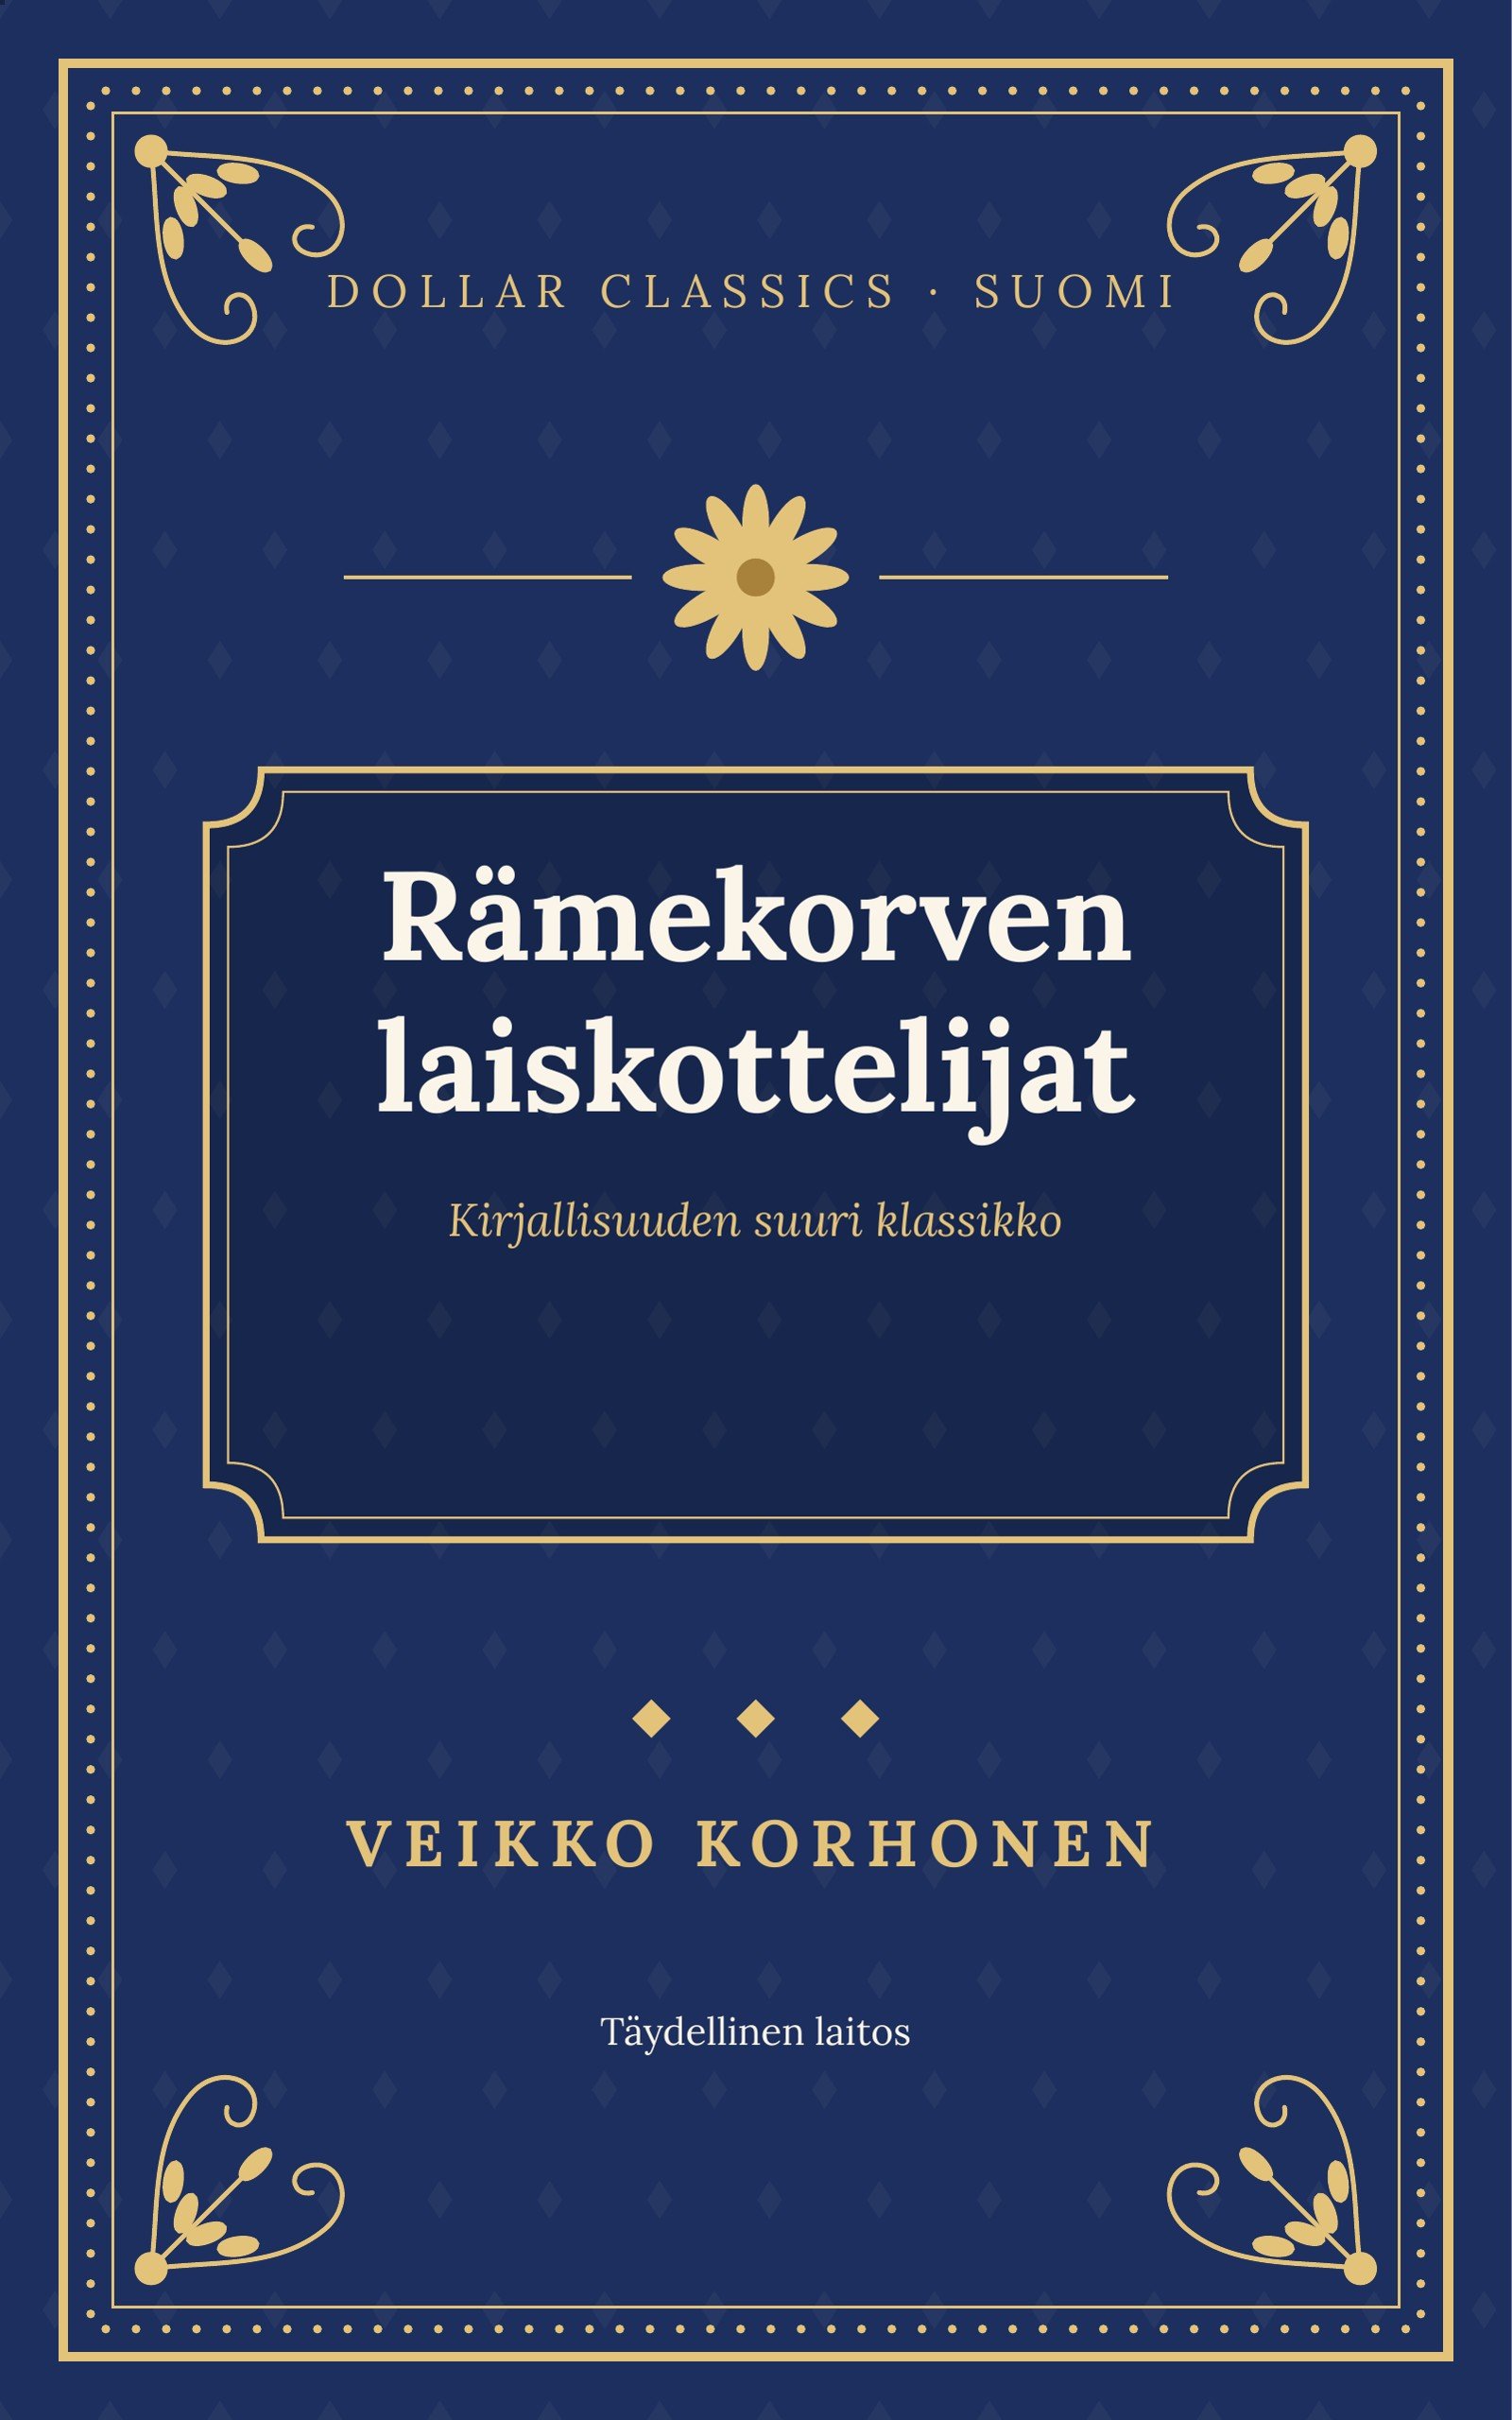 DOLLAR CLASSICS · SUOMI
Rämekorven
laiskottelijat
Kirjallisuuden suuri klassikko
VEIKKO KORHONEN
Täydellinen laitos